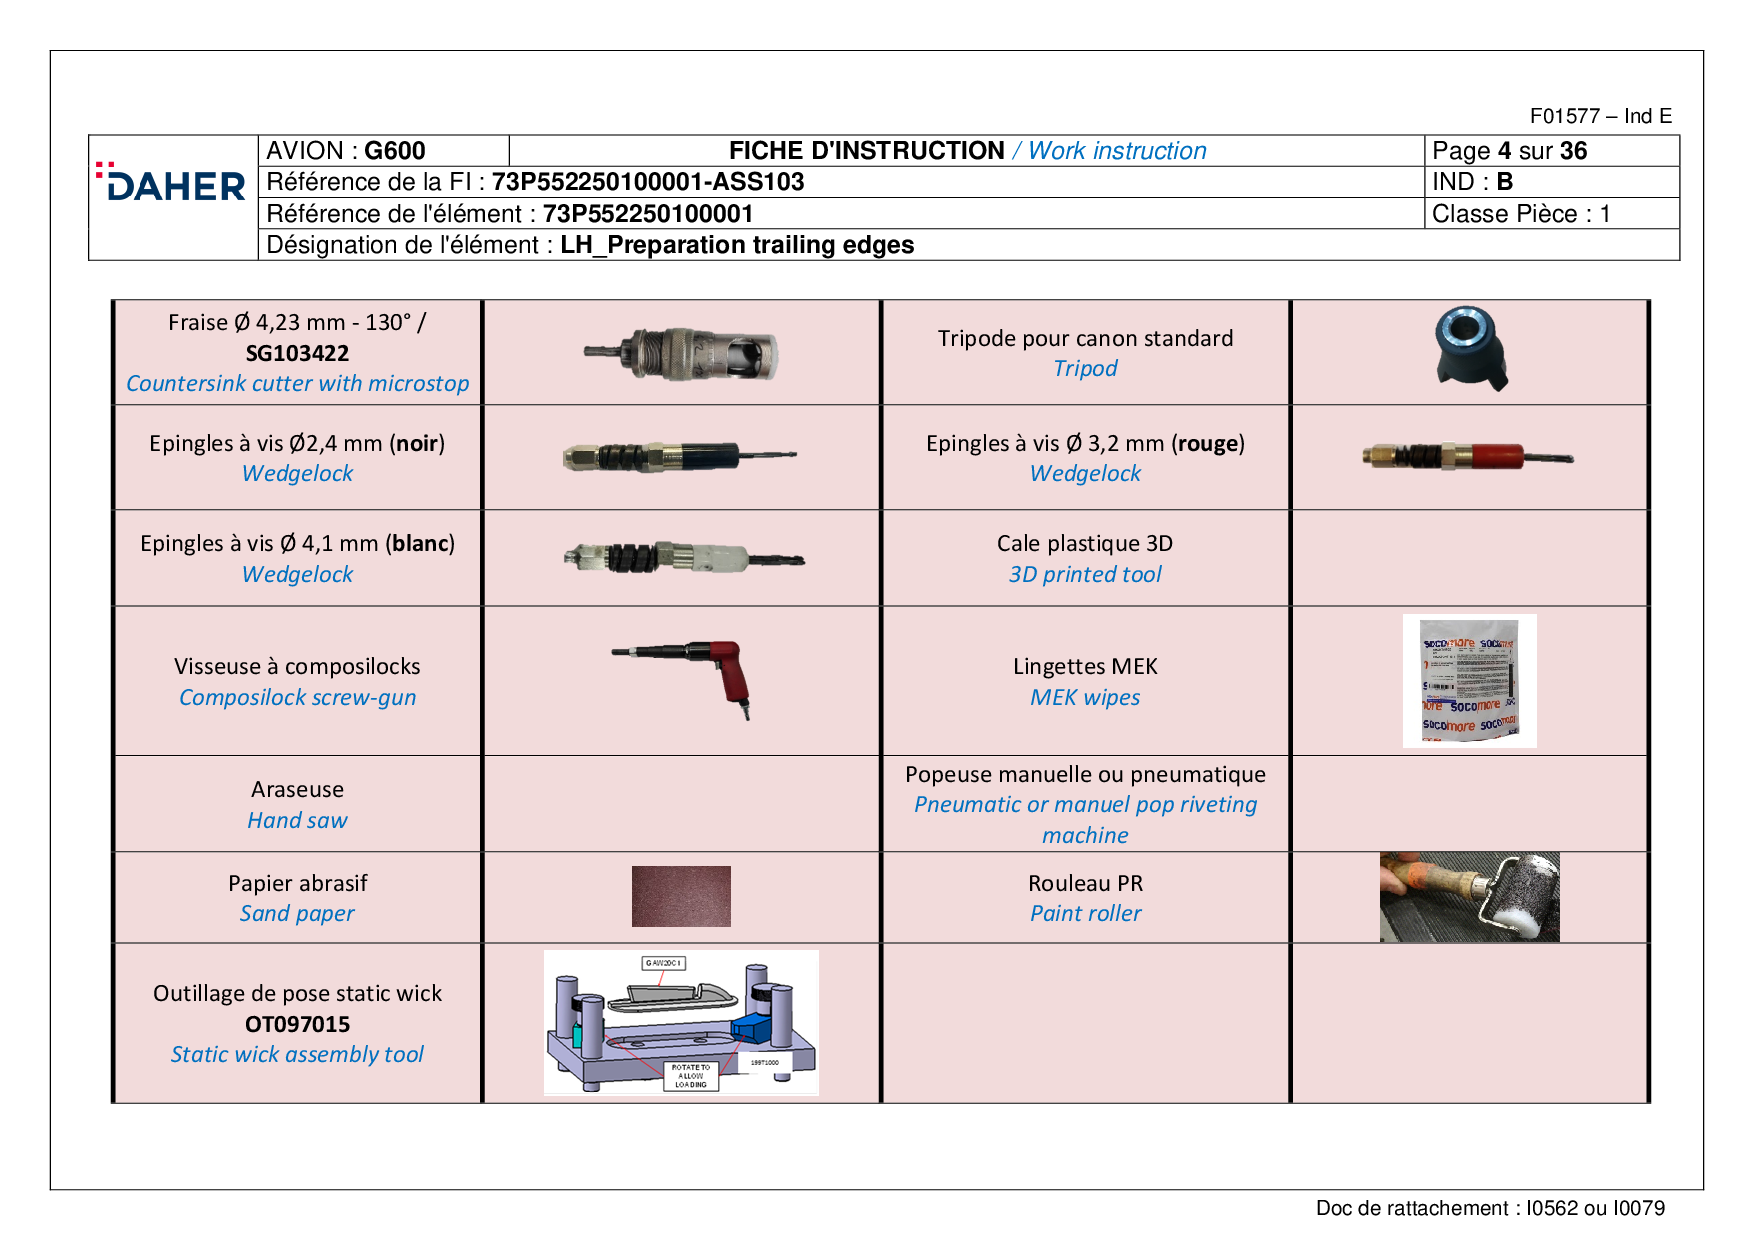 F01577 – Ind E
DAHER
AVION : G600
FICHE D'INSTRUCTION / Work instruction
Page 4 sur 36
Référence de la FI : 73P552250100001-ASS103
IND : B
Référence de l'élément : 73P552250100001
Classe Pièce : 1
Désignation de l'élément : LH_Preparation trailing edges
Fraise Ø 4,23 mm - 130° /
SG103422
Countersink cutter with microstop
Tripode pour canon standard
Tripod
Epingles à vis Ø2,4 mm (noir)
Wedgelock
Epingles à vis Ø 3,2 mm (rouge)
Wedgelock
Epingles à vis Ø 4,1 mm (blanc)
Wedgelock
Cale plastique 3D
3D printed tool
Visseuse à composilocks
Composilock screw-gun
Lingettes MEK
MEK wipes
socomore
socomore
socomore
Araseuse
Hand saw
Popeuse manuelle ou pneumatique
Pneumatic or manuel pop riveting
machine
Papier abrasif
Sand paper
Rouleau PR
Paint roller
Outillage de pose static wick
OT097015
Static wick assembly tool
GAW20C1
ROTATE TO
ALLOW
LOADING
199T1000
Doc de rattachement : I0562 ou I0079